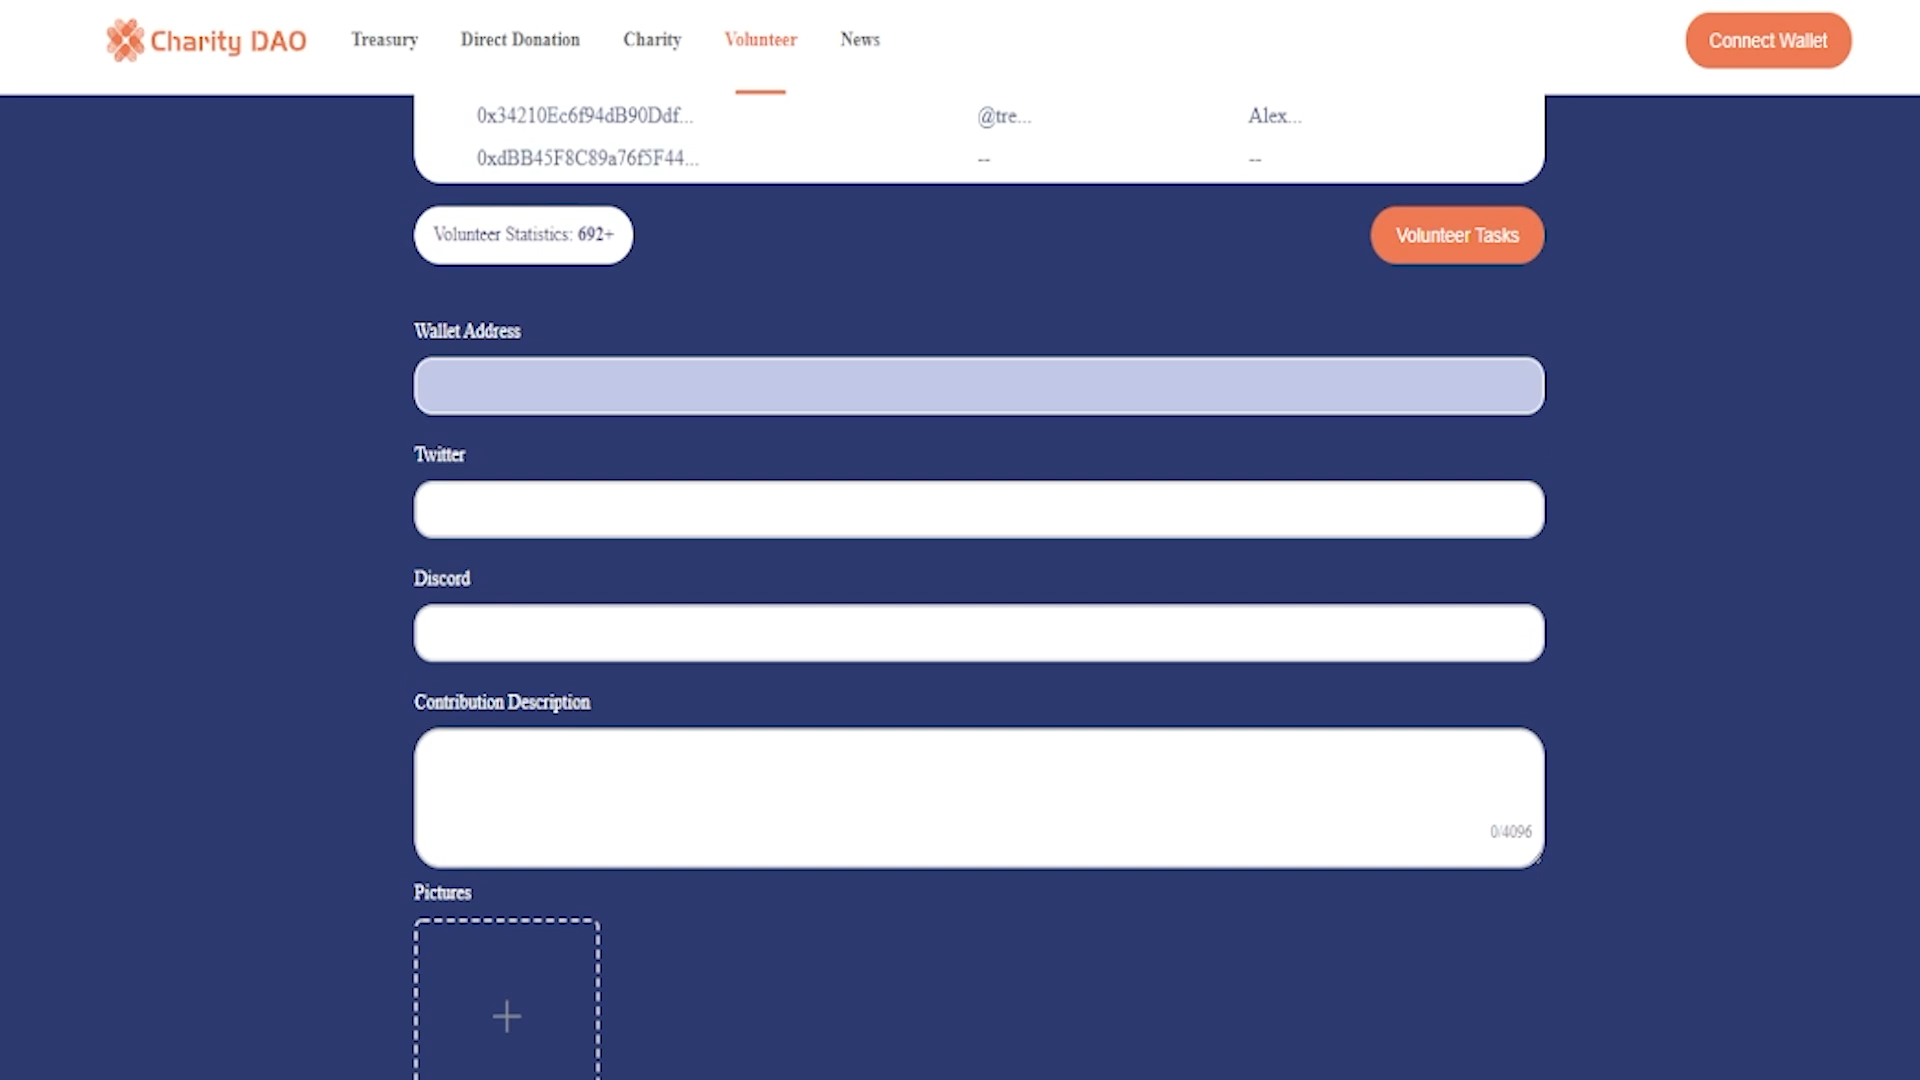 Charity DAO Treasury Direct Donation Charity Volunteer News Connect Wallet
0x34210Ec6f94dB90Ddf... @tre... Alex...
0xdBB45F8C89a76f5F44... -- --
Volunteer Statistics: 692+ Volunteer Tasks
Wallet Address
Twitter
Discord
Contribution Description
0/4096
Pictures